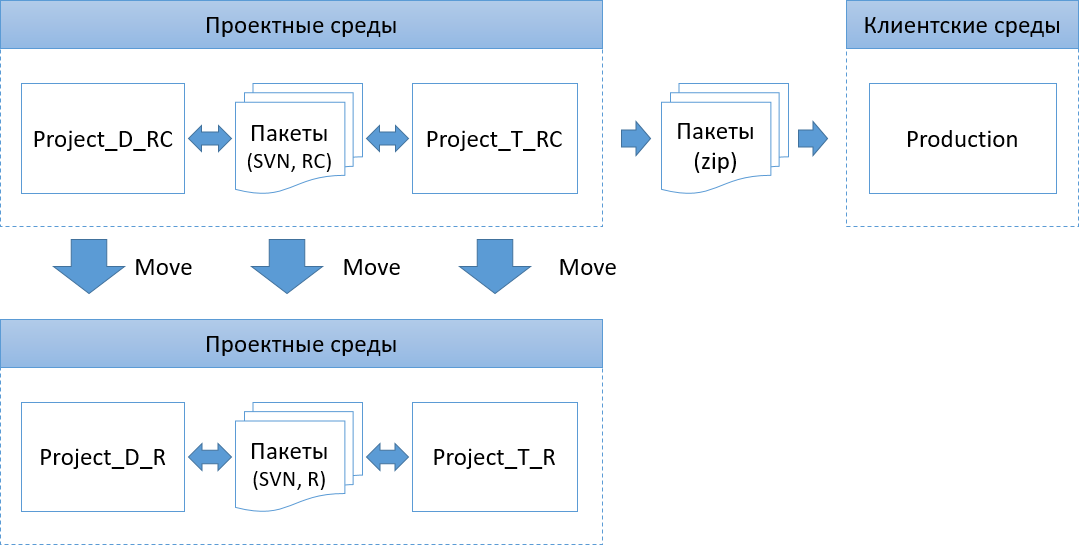 Проектные среды
Клиентские среды
Project_D_RC
Пакеты
(SVN, RC)
Project_T_RC
Пакеты
(zip)
Production
Move
Move
Move
Проектные среды
Project_D_R
Пакеты
(SVN, R)
Project_T_R